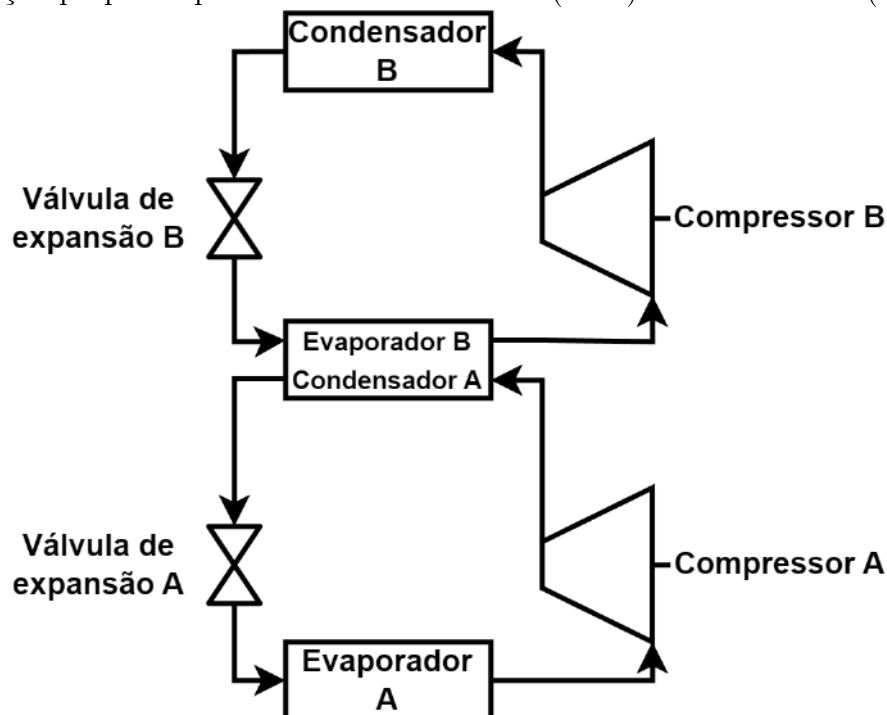 Condensador
B
Válvula de
expansão B
Compressor B
Evaporador B
Condensador A
Válvula de
expansão A
Compressor A
Evaporador
A